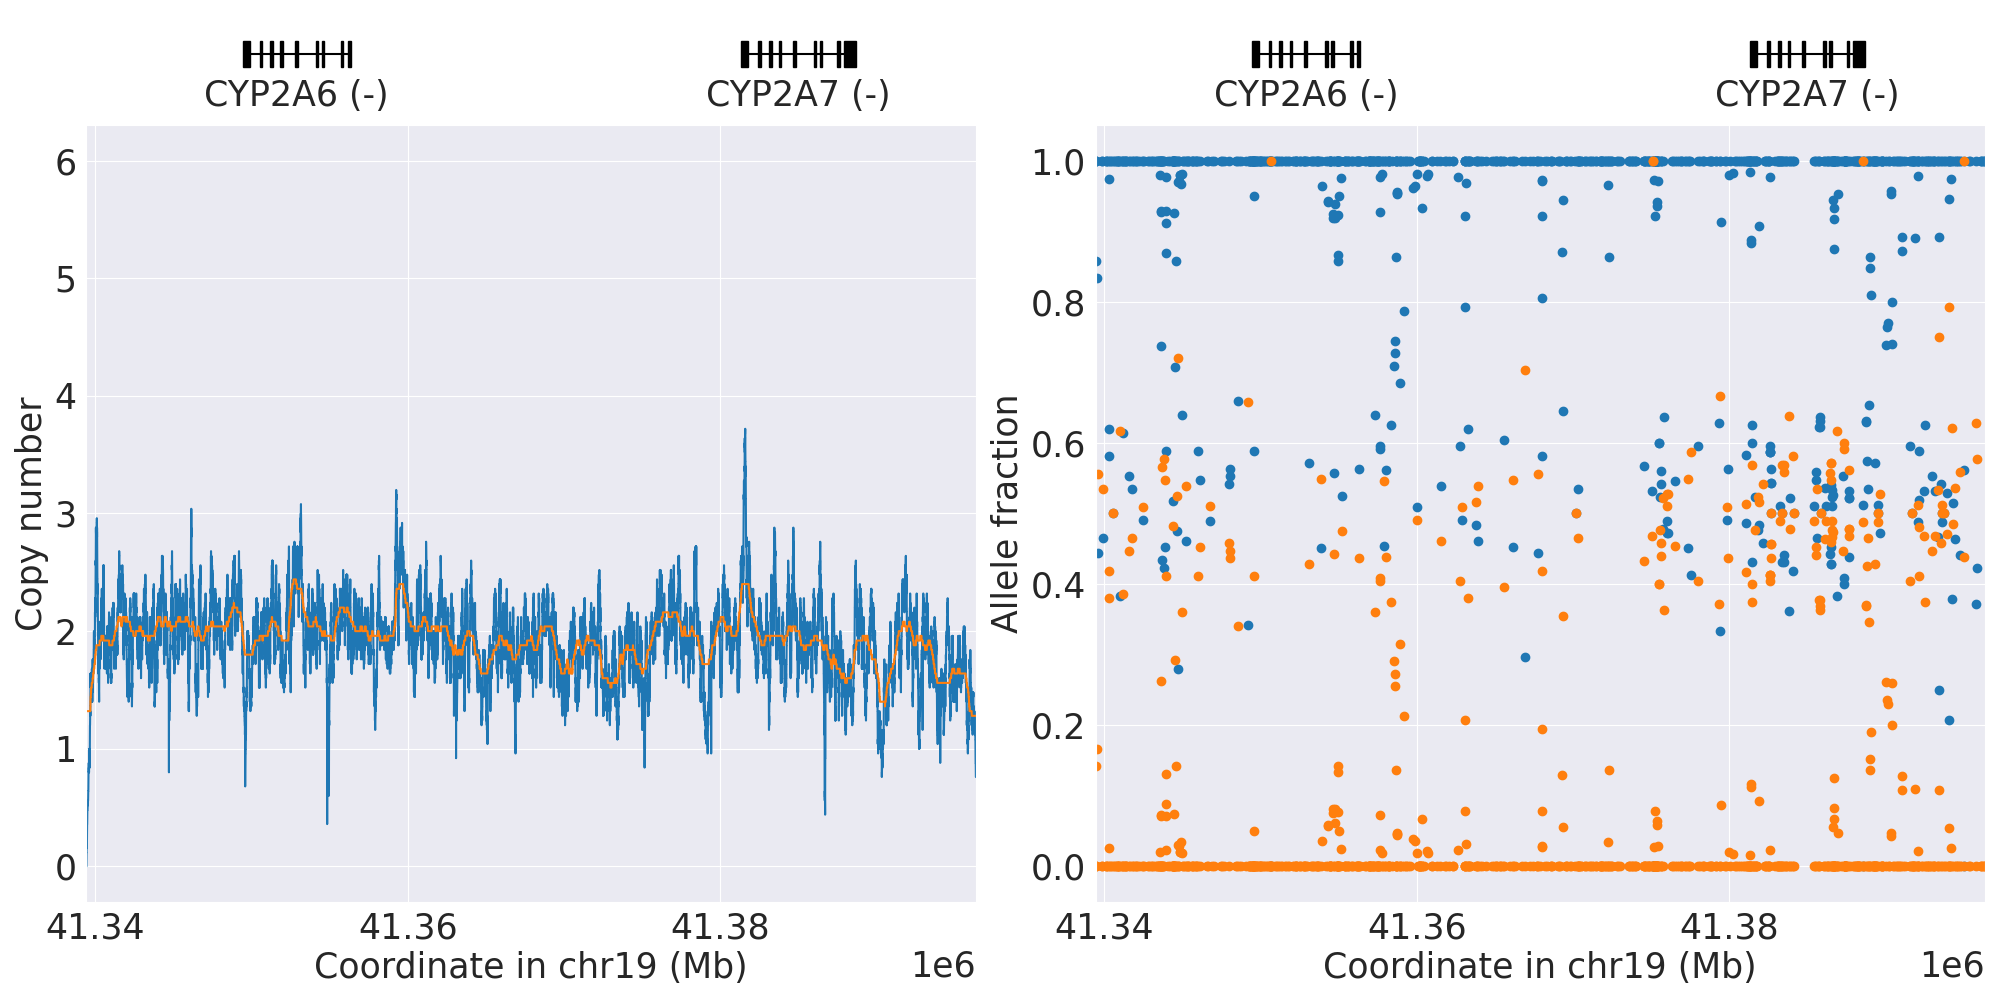 CYP2A6 (-)
CYP2A7 (-)
6
5
4
3
2
1
0
Copy number
41.34
41.36
41.38
Coordinate in chr19 (Mb)
1e6
CYP2A6 (-)
CYP2A7 (-)
1.0
0.8
0.6
0.4
0.2
0.0
Allele fraction
41.34
41.36
41.38
Coordinate in chr19 (Mb)
1e6